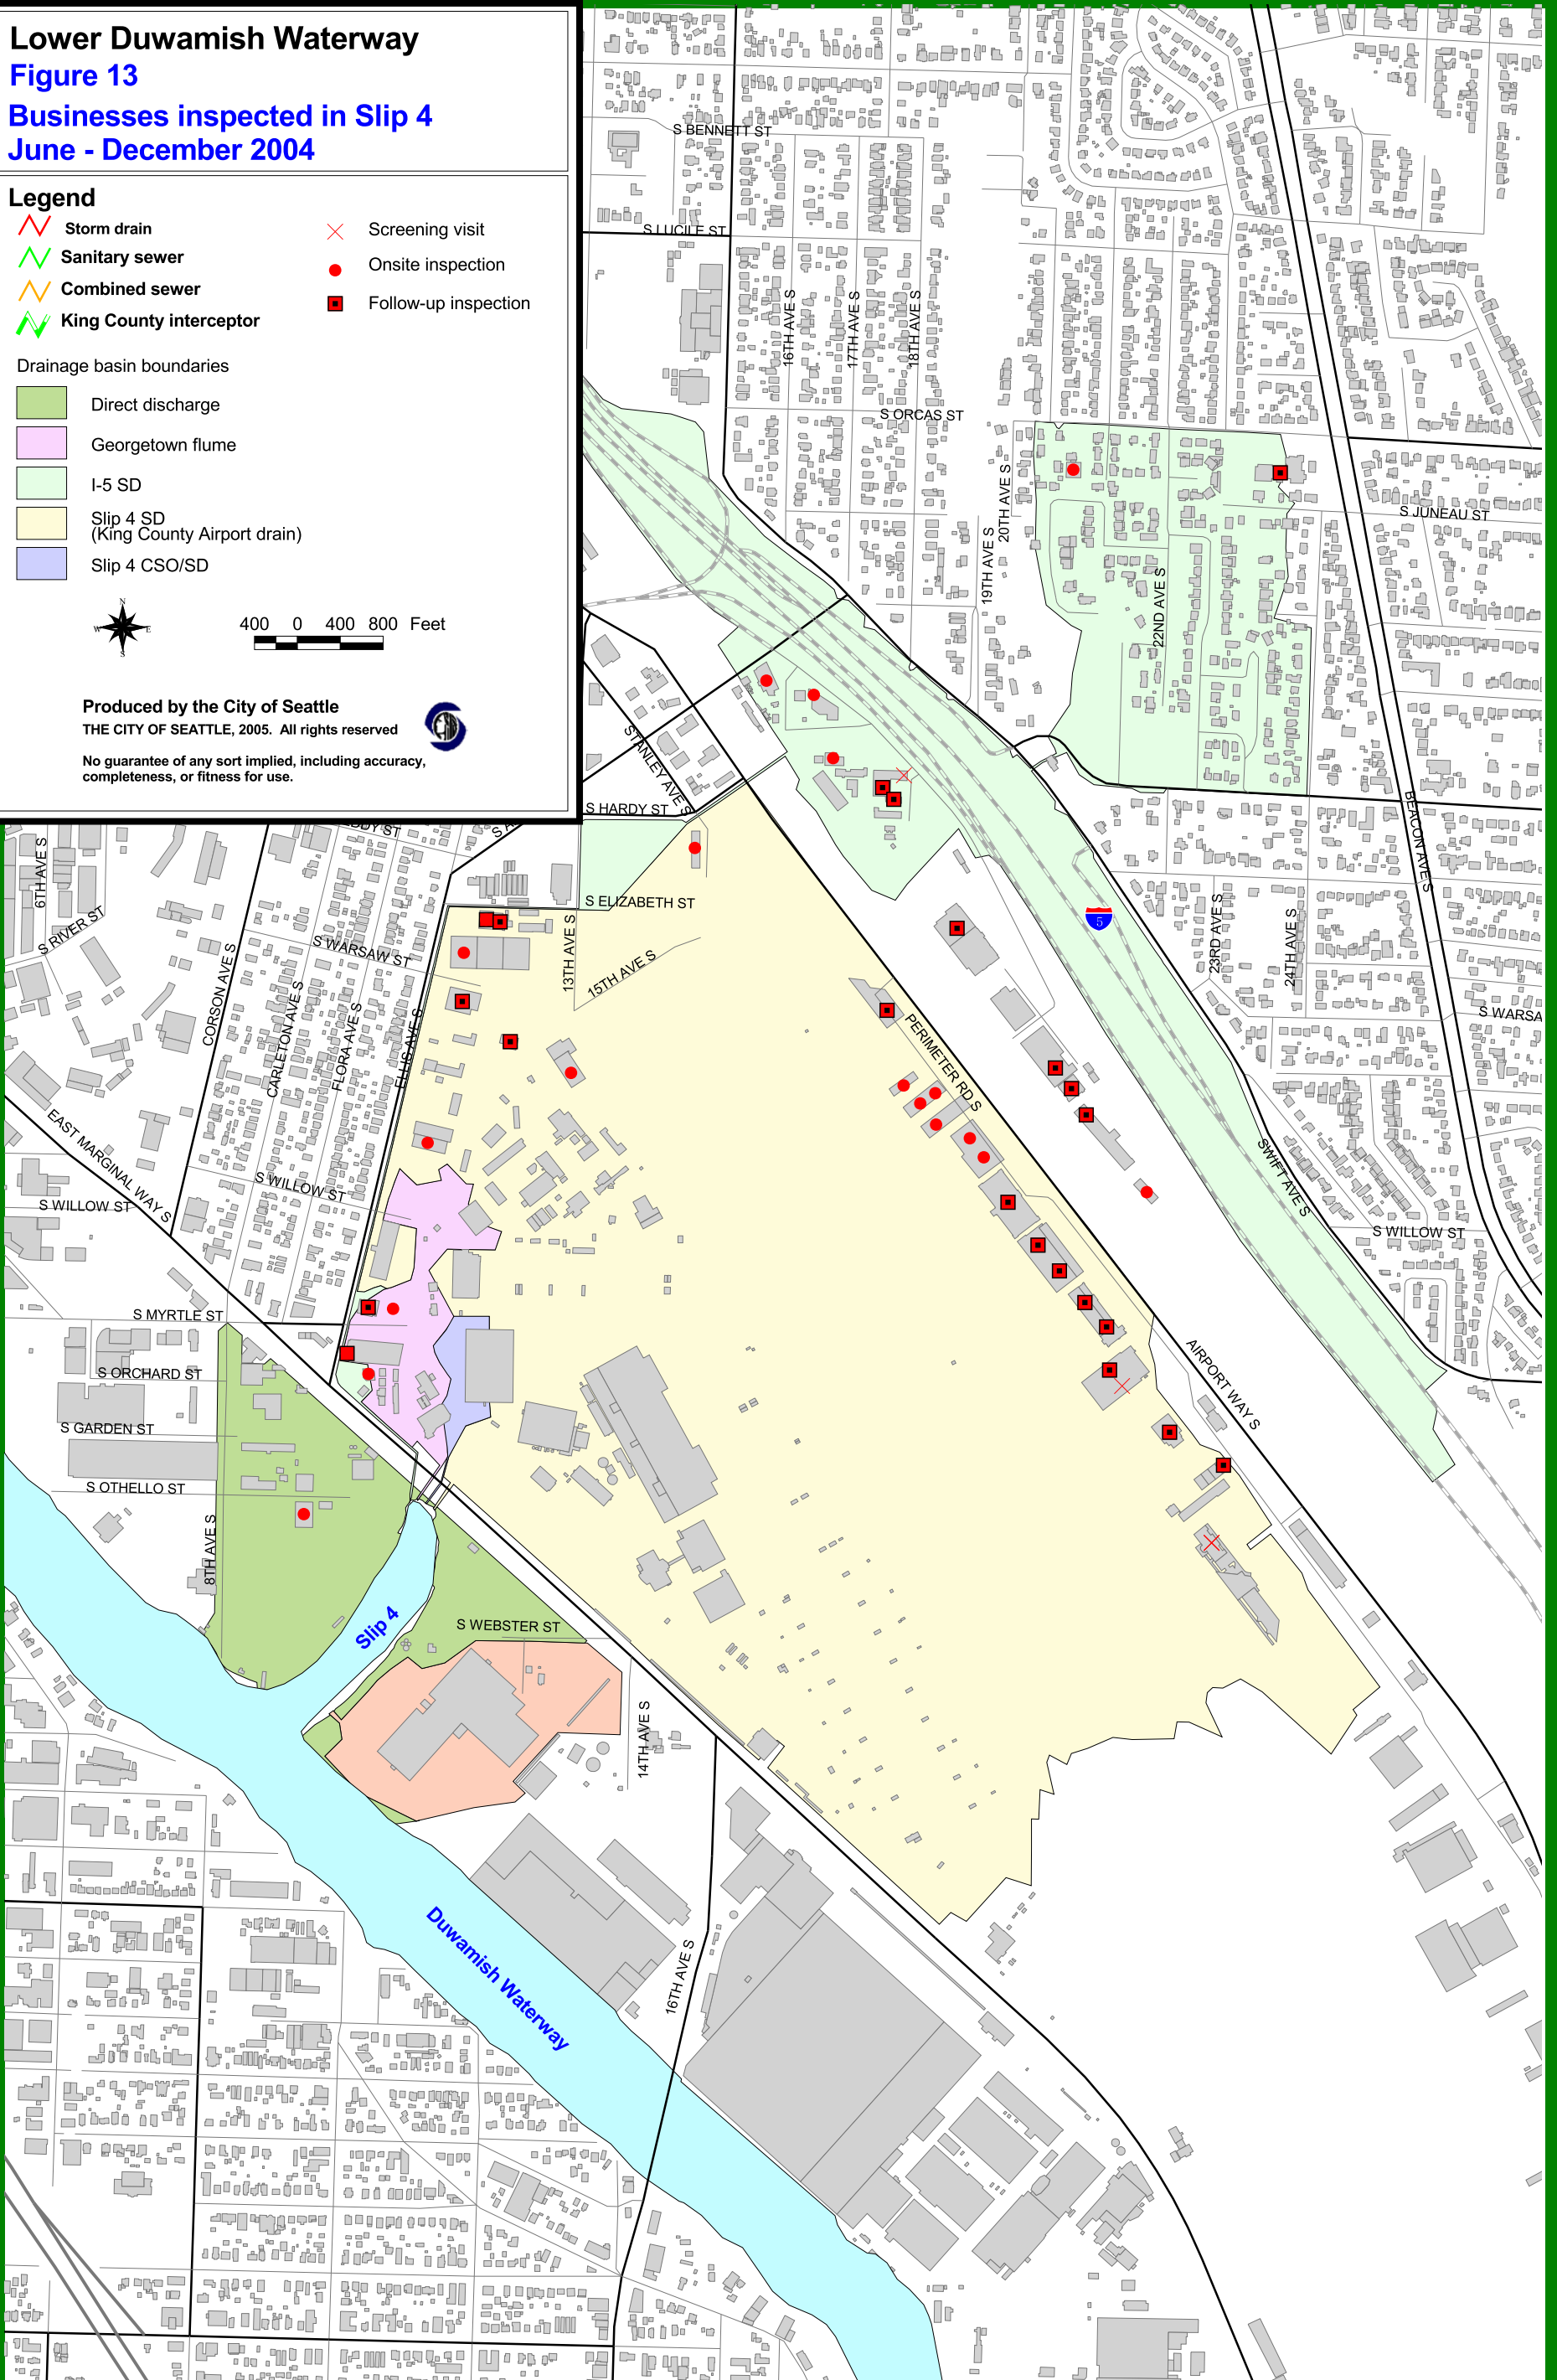 Lower Duwamish Waterway
Figure 13
Businesses inspected in Slip 4
June - December 2004
Legend
Storm drain
Sanitary sewer
Combined sewer
King County interceptor
Screening visit
Onsite inspection
Follow-up inspection
Drainage basin boundaries
Direct discharge
Georgetown flume
I-5 SD
Slip 4 SD
(King County Airport drain)
Slip 4 CSO/SD
N
W E
S
400 0 400 800 Feet
Produced by the City of Seattle
THE CITY OF SEATTLE, 2005. All rights reserved
No guarantee of any sort implied, including accuracy,
completeness, or fitness for use.
S BENNETT ST
S LUCILE ST
16TH AVE S
17TH AVE S
18TH AVE S
S ORCAS ST
20TH AVE S
19TH AVE S
22ND AVE S
S JUNEAU ST
STANLEY AVE S
S HARDY ST
BEACON AVE S
6TH AVE S
S RIVER ST
S WARSAW ST
CORSON AVE S
CARLETON AVE S
FLORA AVE S
ELLIS AVE S
S ELIZABETH ST
13TH AVE S
15TH AVE S
5
23RD AVE S
24TH AVE S
S WARSA
PERIMETER RD S
EAST MARGINAL WAY S
S WILLOW ST
S WILLOW ST
SWIFT AVE S
S WILLOW ST
S MYRTLE ST
S ORCHARD ST
S GARDEN ST
S OTHELLO ST
8TH AVE S
AIRPORT WAY S
Slip 4
S WEBSTER ST
14TH AVE S
Duwamish Waterway
16TH AVE S